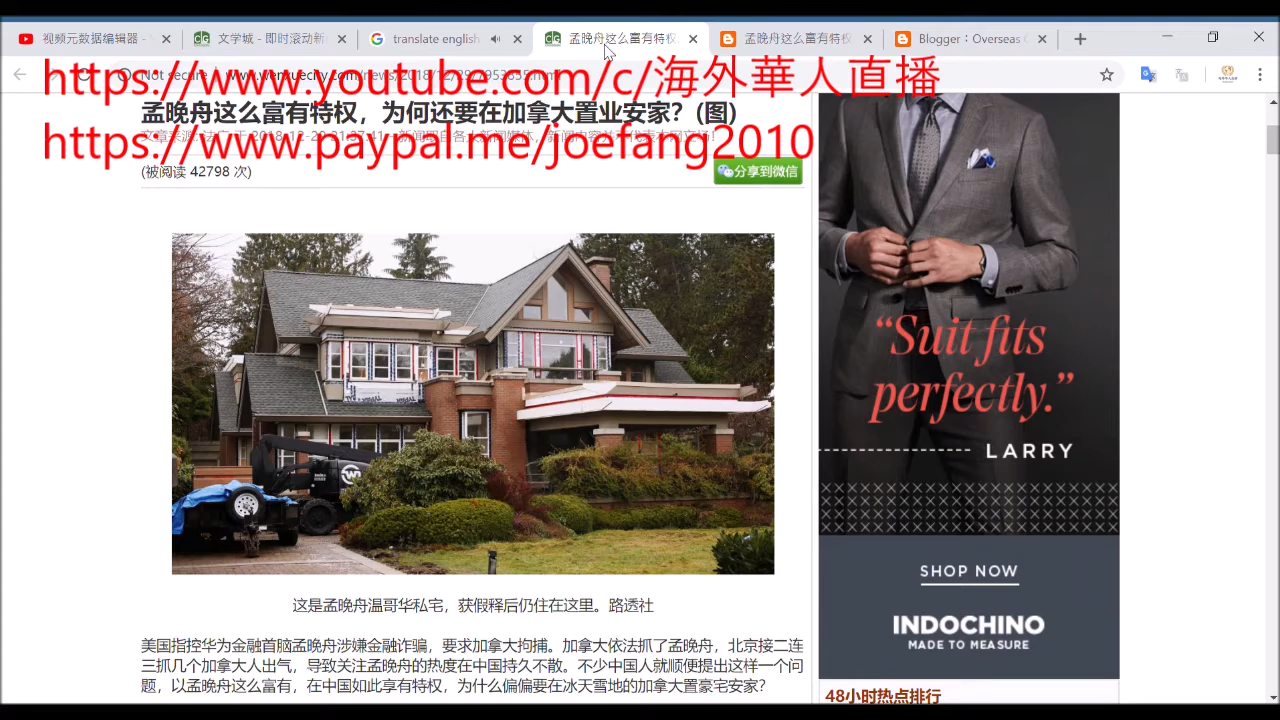 视频元数据编辑器 -
文学城 - 即时滚动新
translate english
孟晚舟这么富有特权
孟晚舟这么富有特权,
Blogger：Overseas C
Not secure
https://www.youtube.com/c/海外華人直播
孟晚舟这么富有特权，为何还要在加拿大置业安家？(图)
https://www.paypal.me/joefang2010
(被阅读 42798 次)
分享到微信
“Suit fits
perfectly.”
LARRY
SHOP NOW
INDOCHINO
MADE TO MEASURE
这是孟晚舟温哥华私宅，获假释后仍住在这里。路透社
美国指控华为金融首脑孟晚舟涉嫌金融诈骗，要求加拿大拘捕。加拿大依法抓了孟晚舟，北京接二连
三抓几个加拿大人出气，导致关注孟晚舟的热度在中国持久不散。不少中国人就顺便提出这样一个问
题，以孟晚舟这么富有，在中国如此享有特权，为什么偏偏要在冰天雪地的加拿大置豪宅安家？
48小时热点排行